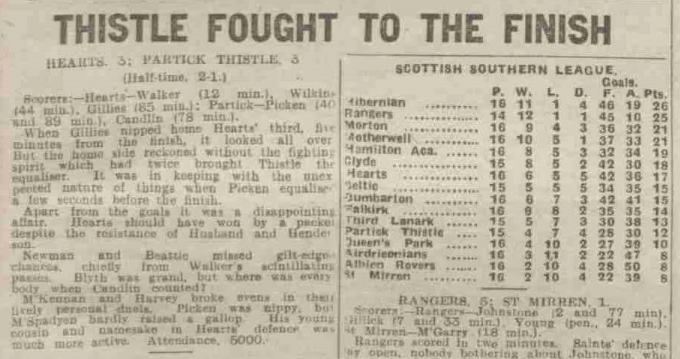 THISTLE FOUGHT TO THE FINISH
HEARTS, 3; PARTICK THISTLE, 3
(Half-time, 2-1.)
Scorers:—Hearts—Walker (12 min.), Wilkin
(44 min.), Gillies (85 min.); Partick—Picken (40
and 89 min.), Candlin (78 min.)
When Gillies nipped home Hearts' third, five
minutes from the finish, it looked all over
But the home side reckoned without the fighting
spirit which had twice brought Thistle the
equaliser. It was in keeping with the unex
pected nature of things when Picken equalise
a few seconds before the finish.
Apart from the goals it was a disappointing
affair. Hearts should have won by a packet
despite the resistance of Husband and Hender
son.
Newman and Beattie missed gilt-edge
chances, chiefly from Walker's scintillating
passes. Blyth was grand, but where was every
body when Candlin counted?
M'Kennan and Harvey broke evens in their
lively personal duels. Picken was nippy, but
M'Spadyen hardly raised a gallop. His young
cousin and namesake in Hearts' defence was
much more active. Attendance, 5000.
SCOTTISH SOUTHERN LEAGUE.
Goals.
P. W. L. D. F. A. Pts.
Hibernian ......... 16 11 1 4 46 19 26
Rangers ......... 14 12 1 1 45 10 25
Morton ......... 16 9 4 3 36 32 21
Motherwell ......... 16 10 5 1 37 33 21
Hamilton Aca. ......... 16 8 5 3 32 34 19
Clyde ......... 15 8 5 2 42 30 18
Hearts ......... 16 6 5 5 42 36 17
Celtic ......... 15 5 5 5 34 35 15
Dumbarton ......... 16 6 7 3 42 41 15
Falkirk ......... 16 6 8 2 35 35 14
Third Lanark ......... 15 5 7 3 30 38 13
Partick Thistle ......... 15 4 7 4 28 30 12
Queen's Park ......... 16 4 10 2 27 39 10
Airdrieonians ......... 16 3 11 2 22 47 8
Albion Rovers ......... 16 2 10 4 28 50 8
St Mirren ......... 16 2 10 4 22 39 8
RANGERS, 5; ST MIRREN, 1.
Scorers:—Rangers—Johnstone (2 and 77 min.),
Gillick (7 and 33 min.), Young (pen., 24 min.).
St Mirren—M'Garry (18 min.).
Rangers scored in two minutes. Saints' defence
open, nobody bothering about Johnstone, who